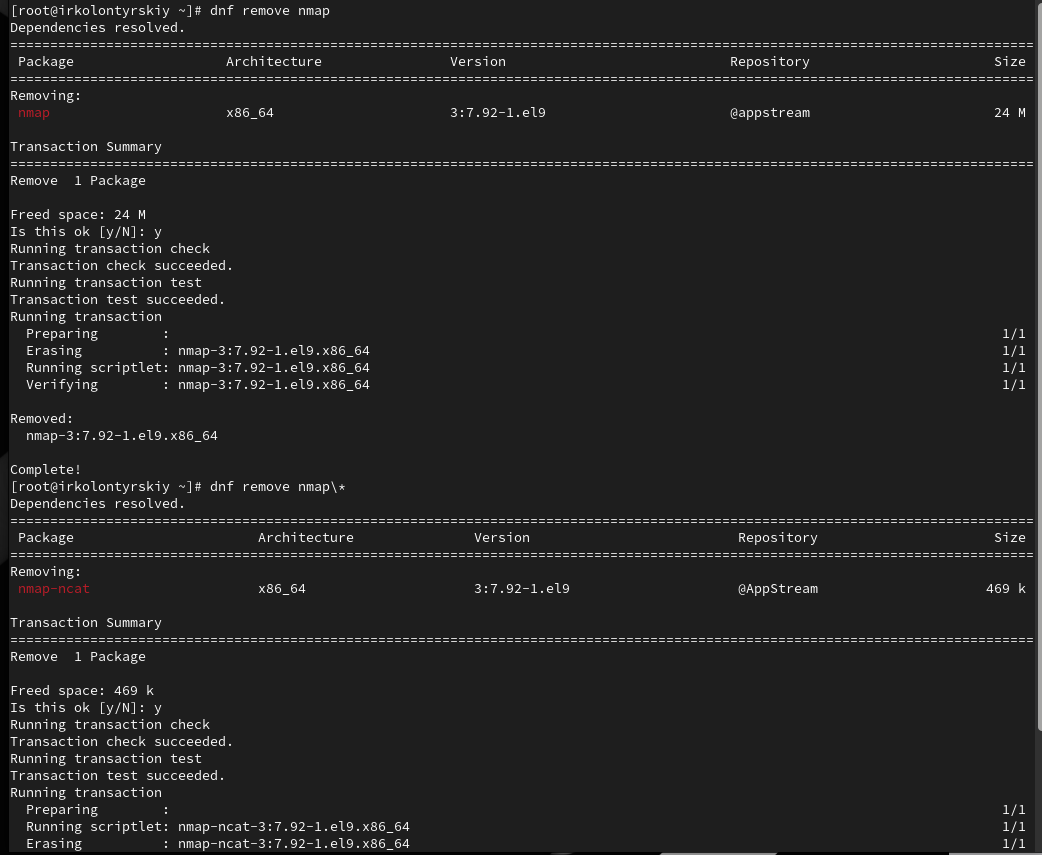 [root@irkolontyrskiy ~]# dnf remove nmap
Dependencies resolved.
================================================================================================================================
Package Architecture Version Repository Size
================================================================================================================================
Removing:
nmap x86_64 3:7.92-1.el9 @appstream 24 M
Transaction Summary
================================================================================================================================
Remove  1 Package
Freed space: 24 M
Is this ok [y/N]: y
Running transaction check
Transaction check succeeded.
Running transaction test
Transaction test succeeded.
Running transaction
Preparing        : 1/1
Erasing          : nmap-3:7.92-1.el9.x86_64 1/1
Running scriptlet: nmap-3:7.92-1.el9.x86_64 1/1
Verifying        : nmap-3:7.92-1.el9.x86_64 1/1
Removed:
nmap-3:7.92-1.el9.x86_64
Complete!
[root@irkolontyrskiy ~]# dnf remove nmap\*
Dependencies resolved.
================================================================================================================================
Package Architecture Version Repository Size
================================================================================================================================
Removing:
nmap-ncat x86_64 3:7.92-1.el9 @AppStream 469 k
Transaction Summary
================================================================================================================================
Remove  1 Package
Freed space: 469 k
Is this ok [y/N]: y
Running transaction check
Transaction check succeeded.
Running transaction test
Transaction test succeeded.
Running transaction
Preparing        : 1/1
Running scriptlet: nmap-ncat-3:7.92-1.el9.x86_64 1/1
Erasing          : nmap-ncat-3:7.92-1.el9.x86_64 1/1